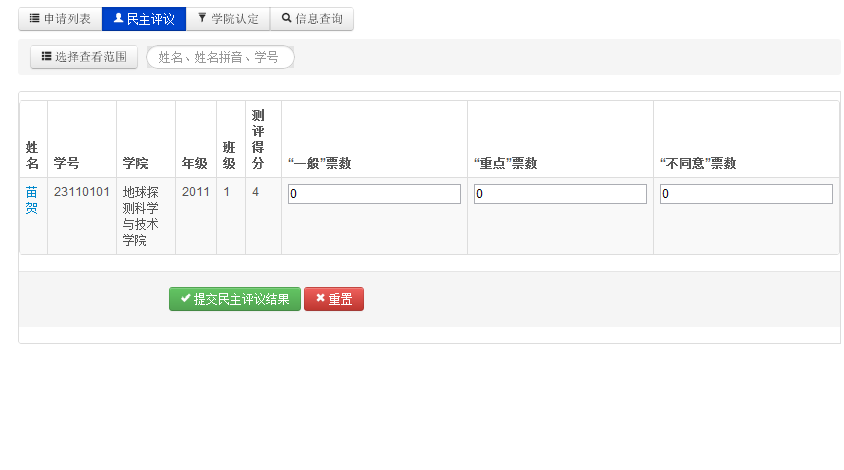 申请列表 民主评议 学院认定 信息查询
选择查看范围 姓名、姓名拼音、学号
姓名 学号 学院 年级 班级 测评得分 “一般”票数 “重点”票数 “不同意”票数
苗贺 23110101 地球探测科学与技术学院 2011 1 4 0 0 0
提交民主评议结果 重置